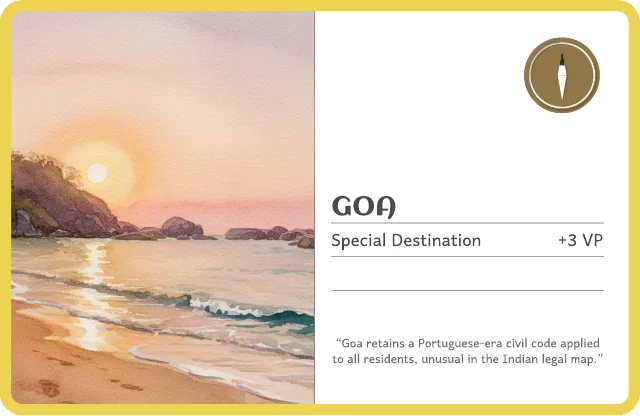 GOA
Special Destination +3 VP
“Goa retains a Portuguese-era civil code applied
to all residents, unusual in the Indian legal map.”